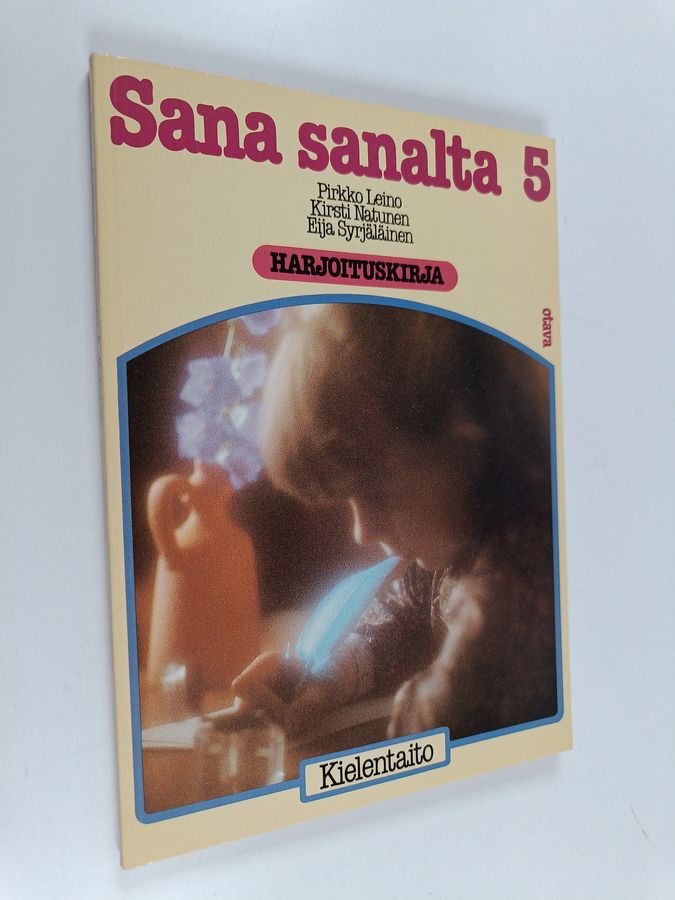 Sana sanalta 5
Pirkko Leino
Kirsti Natunen
Eija Syrjäläinen
HARJOITUSKIRJA
otava
Kielentaito